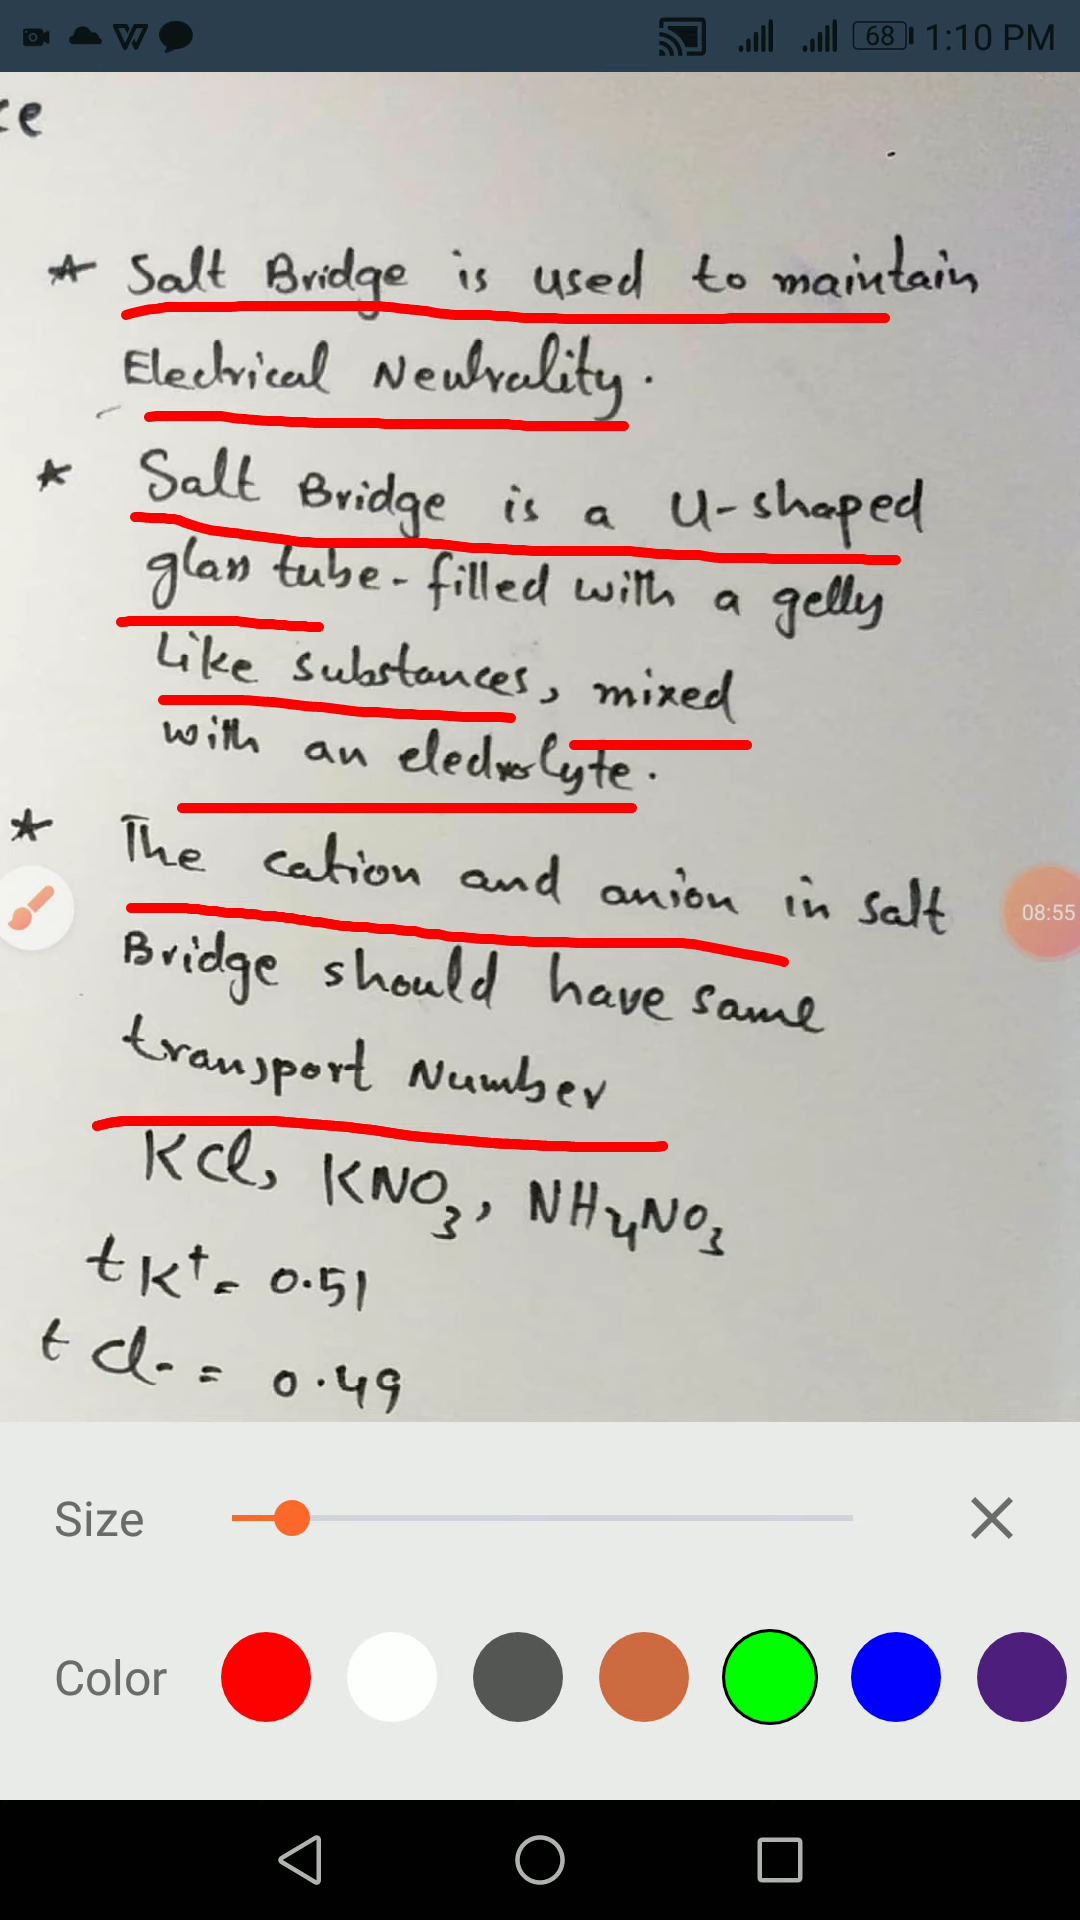 68 1:10 PM
ce
* Salt Bridge is used to maintain
Electrical Neutrality.
* Salt Bridge is a U-shaped
glass tube-filled with a gelly
Like substances, mixed
with an electrolyte.
* The cation and anion in salt
Bridge should have same
transport Number
KCl, KNO3, NH4NO3
tK+ = 0.51
tCl- = 0.49
08:55
Size
Color